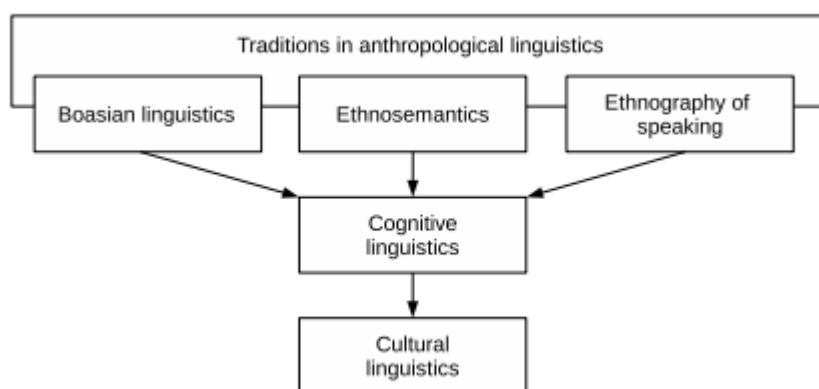 Traditions in anthropological linguistics
Boasian linguistics
Ethnosemantics
Ethnography of
speaking
Cognitive
linguistics
Cultural
linguistics